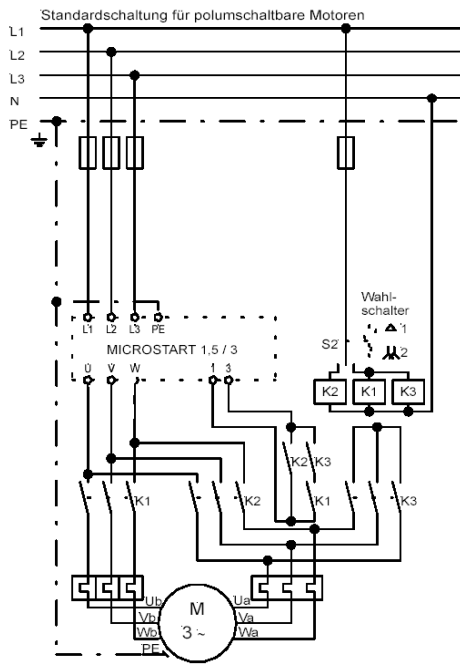 Standardschaltung für polumschaltbare Motoren
L1
L2
L3
N
PE
Wahl-
schalter
1
S2
2
L1 L2 L3 PE
MICROSTART 1,5 / 3
U V W 1 3
K2 K1 K3
K2 K3
K1 K2 K1 K3
Ub Ua
M
Vb Va
3 ~
Wb Wa
PE